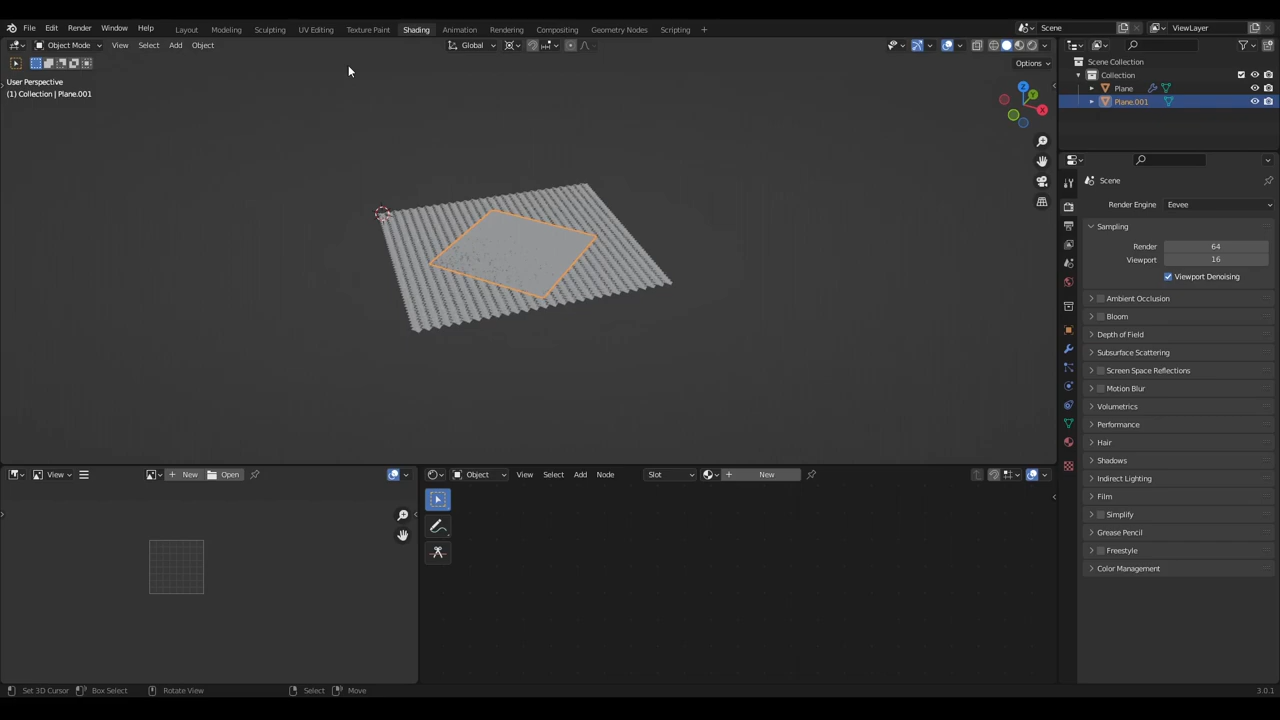 File Edit Render Window Help Layout Modeling Sculpting UV Editing Texture Paint Shading Animation Rendering Compositing Geometry Nodes Scripting + Scene ViewLayer
Object Mode View Select Add Object Global
Options
User Perspective
(1) Collection | Plane.001
Z
Y
X
Scene Collection
Collection
Plane
Plane.001
Scene
Render Engine Eevee
Sampling
Render 64
Viewport 16
Viewport Denoising
Ambient Occlusion
Bloom
Depth of Field
Subsurface Scattering
Screen Space Reflections
Motion Blur
Volumetrics
Performance
Hair
Shadows
Indirect Lighting
Film
Simplify
Grease Pencil
Freestyle
Color Management
View + New Open
Object View Select Add Node Slot + New
Set 3D Cursor Box Select Rotate View Select Move 3.0.1